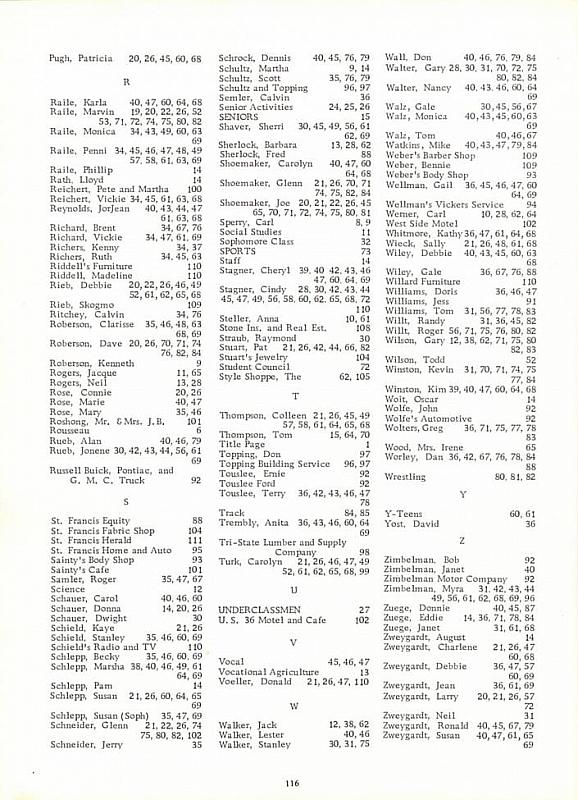 Pugh, Patricia 20, 26, 45, 60, 68
R
Raile, Karla 40, 47, 60, 64, 68
Raile, Marvin 19, 20, 22, 26, 52
53, 71, 72, 74, 75, 80, 82
Raile, Monica 34, 43, 49, 60, 63
69
Raile, Penni 34, 45, 46, 47, 48, 49
57, 58, 61, 63, 69
Raile, Phillip 14
Rath, Lloyd 14
Reichert, Pete and Martha 100
Reichert, Vickie 34, 45, 61, 63, 68
Reynolds, JorJean 40, 43, 44, 47
61, 63, 68
Richard, Brent 34, 67, 76
Richard, Vickie 34, 47, 61, 69
Richers, Kenny 34, 37
Richers, Ruth 34, 45, 63
Riddell's Furniture 110
Riddell, Madeline 110
Rieb, Debbie 20, 22, 26, 46, 49
52, 61, 62, 65, 68
Rieb, Skogmo 109
Ritchey, Calvin 34, 76
Roberson, Clarisse 35, 46, 48, 63
68, 69
Roberson, Dave 20, 26, 70, 71, 74
76, 82, 84
Roberson, Kenneth 9
Rogers, Jacque 11, 65
Rogers, Neil 13, 28
Rose, Connie 20, 26
Rose, Marie 40, 47
Rose, Mary 35, 46
Roshong, Mr. & Mrs. J.B. 101
Rousseau 6
Rueb, Alan 40, 46, 79
Rueb, Jonene 30, 42, 43, 44, 56, 61
69
Russell Buick, Pontiac, and
G. M. C. Truck 92
S
St. Francis Equity 88
St. Francis Fabric Shop 104
St. Francis Herald 111
St. Francis Home and Auto 95
Sainty's Body Shop 93
Sainty's Cafe 101
Samler, Roger 35, 47, 67
Science 12
Schauer, Carol 40, 46, 60
Schauer, Donna 14, 20, 26
Schauer, Dwight 30
Schield, Kaye 21, 26
Schield, Stanley 35, 46, 60, 69
Schield's Radio and TV 110
Schlepp, Becky 35, 46, 60, 69
Schlepp, Marsha 38, 40, 46, 49, 61
64, 69
Schlepp, Pam 14
Schlepp, Susan 21, 26, 60, 64, 65
69
Schlepp, Susan (Soph) 35, 47, 69
Schneider, Glenn 21, 22, 26, 74
75, 80, 82, 102
Schneider, Jerry 35
Schrock, Dennis 40, 45, 76, 79
Schultz, Martha 9, 14
Schultz, Scott 35, 76, 79
Schultz and Topping 96, 97
Semler, Calvin 36
Senior Activities 24, 25, 26
SENIORS 15
Shaver, Sherri 30, 45, 49, 56, 61
62, 69
Sherlock, Barbara 13, 28, 62
Sherlock, Fred 88
Shoemaker, Carolyn 40, 47, 60
64, 68
Shoemaker, Glenn 21, 26, 70, 71
74, 75, 82, 84
Shoemaker, Joe 20, 21, 22, 26, 45
65, 70, 71, 72, 74, 75, 80, 81
Sperry, Carl 8, 9
Social Studies 11
Sophomore Class 32
SPORTS 73
Staff 14
Stagner, Cheryl 39, 40 42, 43, 46
47, 60, 64, 69
Stagner, Cindy 28, 30, 42, 43, 44
45, 47, 49, 56, 58, 60, 62, 65, 68, 72
110
Steller, Anna 10, 61
Stone Ins. and Real Est. 108
Straub, Raymond 30
Stuart, Pat 21, 26, 42, 44, 66, 82
Stuart's Jewelry 104
Student Council 72
Style Shoppe, The 62, 105
T
Thompson, Colleen 21, 26, 45, 49
57, 58, 61, 64, 65, 68
Thompson, Tom 15, 64, 70
Title Page 1
Topping, Don 97
Topping Building Service 96, 97
Touslee, Ernie 92
Touslee Ford 92
Touslee, Terry 36, 42, 43, 46, 47
78
Track 84, 85
Trembly, Anita 36, 43, 46, 60, 64
69
Tri-State Lumber and Supply
Company 98
Turk, Carolyn 21, 26, 46, 47, 49
52, 61, 62, 65, 68, 99
U
UNDERCLASSMEN 27
U. S. 36 Motel and Cafe 102
V
Vocal 45, 46, 47
Vocational Agriculture 13
Voeller, Donald 21, 26, 47, 110
W
Walker, Jack 12, 38, 62
Walker, Lester 40, 46
Walker, Stanley 30, 31, 75
Wall, Don 40, 46, 76, 79, 84
Walter, Gary 28, 30, 31, 70, 72, 75
80, 82, 84
Walter, Nancy 40, 43, 46, 60, 64
69
Walz, Gale 30, 45, 56, 67
Walz, Monica 40, 43, 45, 60, 63
69
Walz, Tom 40, 46, 67
Watkins, Mike 40, 43, 47, 79, 84
Weber's Barber Shop 109
Weber, Bennie 109
Weber's Body Shop 93
Wellman, Gail 36, 45, 46, 47, 60
64, 69
Wellman's Vickers Service 94
Werner, Carl 10, 28, 62, 64
West Side Motel 102
Whitmore, Kathy 36, 47, 61, 64, 68
Wieck, Sally 21, 26, 48, 61, 68
Wiley, Debbie 40, 43, 45, 60, 63
68
Wiley, Gale 36, 67, 76, 88
Willard Furniture 110
Williams, Doris 36, 46, 47
Williams, Jess 91
Williams, Tom 31, 56, 77, 78, 83
Wilt, Randy 31, 36, 45, 82
Wilt, Roger 56, 71, 75, 76, 80, 82
Wilson, Gary 12, 38, 62, 71, 75, 80
82, 83
Wilson, Todd 52
Winston, Kevin 31, 70, 71, 74, 75
77, 84
Winston, Kim 39, 40, 47, 60, 64, 68
Woit, Oscar 14
Wolfe, John 92
Wolfe's Automotive 92
Wolters, Greg 36, 71, 75, 77, 78
83
Wood, Mrs. Irene 65
Worley, Dan 36, 42, 67, 76, 78, 84
88
Wrestling 80, 81, 82
Y
Y-Teens 60, 61
Yost, David 36
Z
Zimbelman, Bob 92
Zimbelman, Janet 40
Zimbelman Motor Company 92
Zimbelman, Myra 31, 42, 43, 44
49, 56, 61, 62, 68, 69, 96
Zuege, Donnie 40, 45, 87
Zuege, Eddie 14, 36, 71, 78, 84
Zuege, Janet 31, 61, 68
Zweygardt, August 14
Zweygardt, Charlene 21, 26, 47
60, 68
Zweygardt, Debbie 36, 47, 57
60, 69
Zweygardt, Jean 36, 61, 69
Zweygardt, Larry 20, 21, 26, 57
72
Zweygardt, Neil 31
Zweygardt, Ronald 40, 45, 67, 79
Zweygardt, Susan 40, 47, 61, 65
69
116